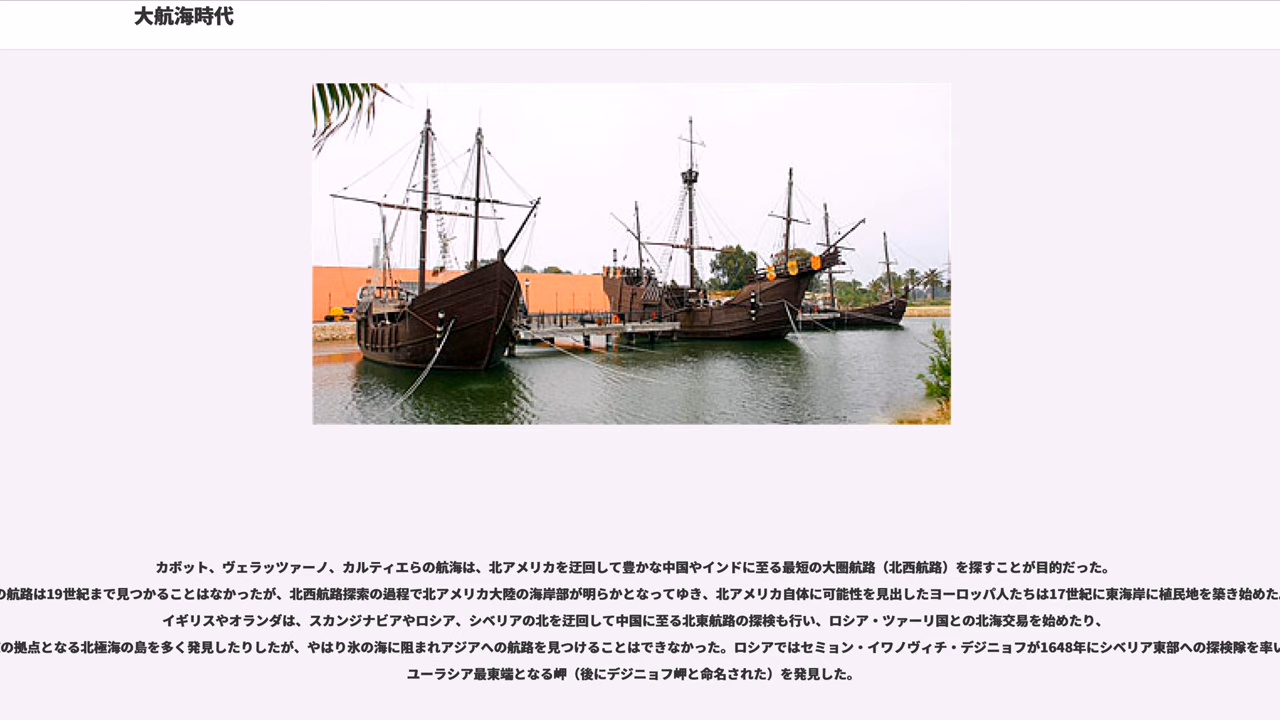 大航海時代
カボット、ヴェラッツァーノ、カルティエらの航海は、北アメリカを迂回して豊かな中国やインドに至る最短の大圏航路（北西航路）を探すことが目的だった。
の航路は19世紀まで見つかることはなかったが、北西航路探索の過程で北アメリカ大陸の海岸部が明らかとなってゆき、北アメリカ自体に可能性を見出したヨーロッパ人たちは17世紀に東海岸に植民地を築き始めた
イギリスやオランダは、スカンジナビアやロシア、シベリアの北を迂回して中国に至る北東航路の探検も行い、ロシア・ツァーリ国との北海交易を始めたり、
の拠点となる北極海の島を多く発見したりしたが、やはり氷の海に阻まれアジアへの航路を見つけることはできなかった。ロシアではセミョン・イワノヴィチ・デジニョフが1648年にシベリア東部への探検隊を率い
ユーラシア最東端となる岬（後にデジニョフ岬と命名された）を発見した。